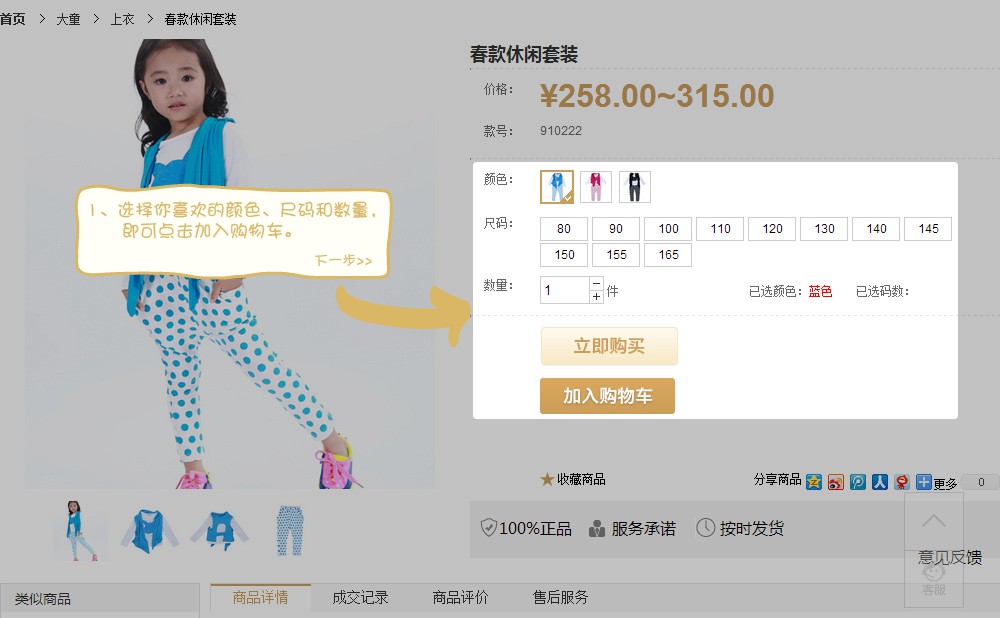 首页 > 大童 > 上衣 > 春款休闲套装
春款休闲套装
价格： ¥258.00~315.00
款号： 910222
颜色：
尺码： 80 90 100 110 120 130 140 145
150 155 165
数量： 1 件 已选颜色：蓝色 已选码数：
立即购买
加入购物车
1、选择你喜欢的颜色、尺码和数量，
即可点击加入购物车。
下一步>>
收藏商品 分享商品 更多 0
100%正品 服务承诺 按时发货
意见反馈
客服
类似商品 商品详情 成交记录 商品评价 售后服务